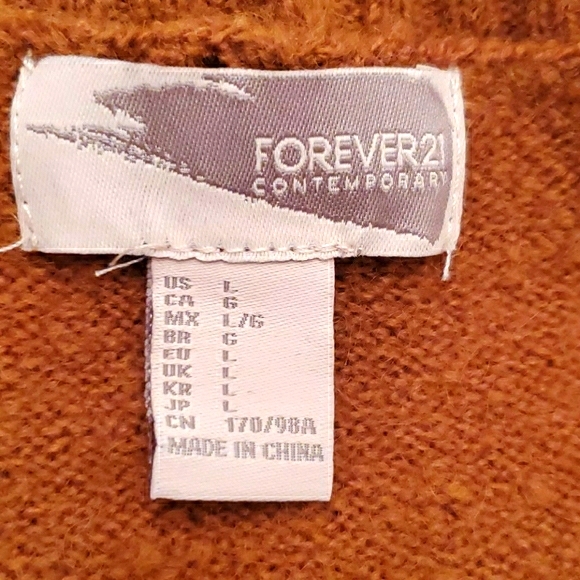 FOREVER21
CONTEMPORARY
US L
CA G
MX L/G
BR G
EU L
UK L
KR L
JP L
CN 170/98A
MADE IN CHINA